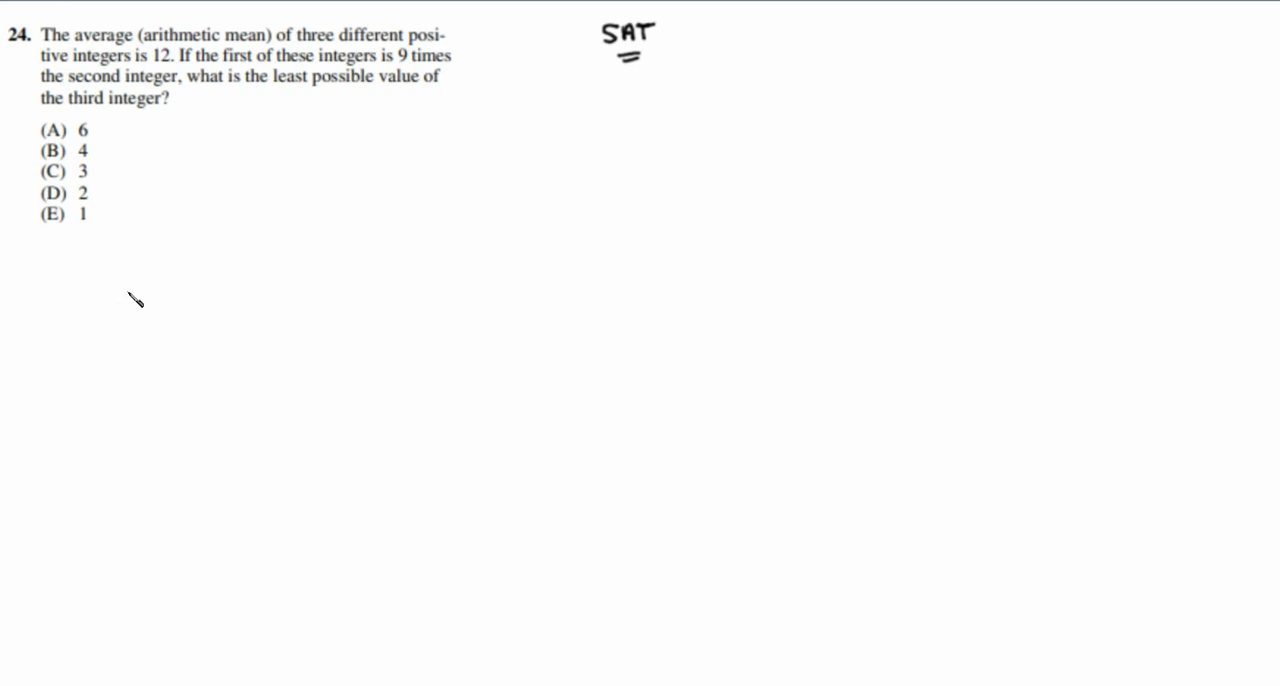 24. The average (arithmetic mean) of three different posi-
tive integers is 12. If the first of these integers is 9 times
the second integer, what is the least possible value of
the third integer?
(A) 6
(B) 4
(C) 3
(D) 2
(E) 1
SAT